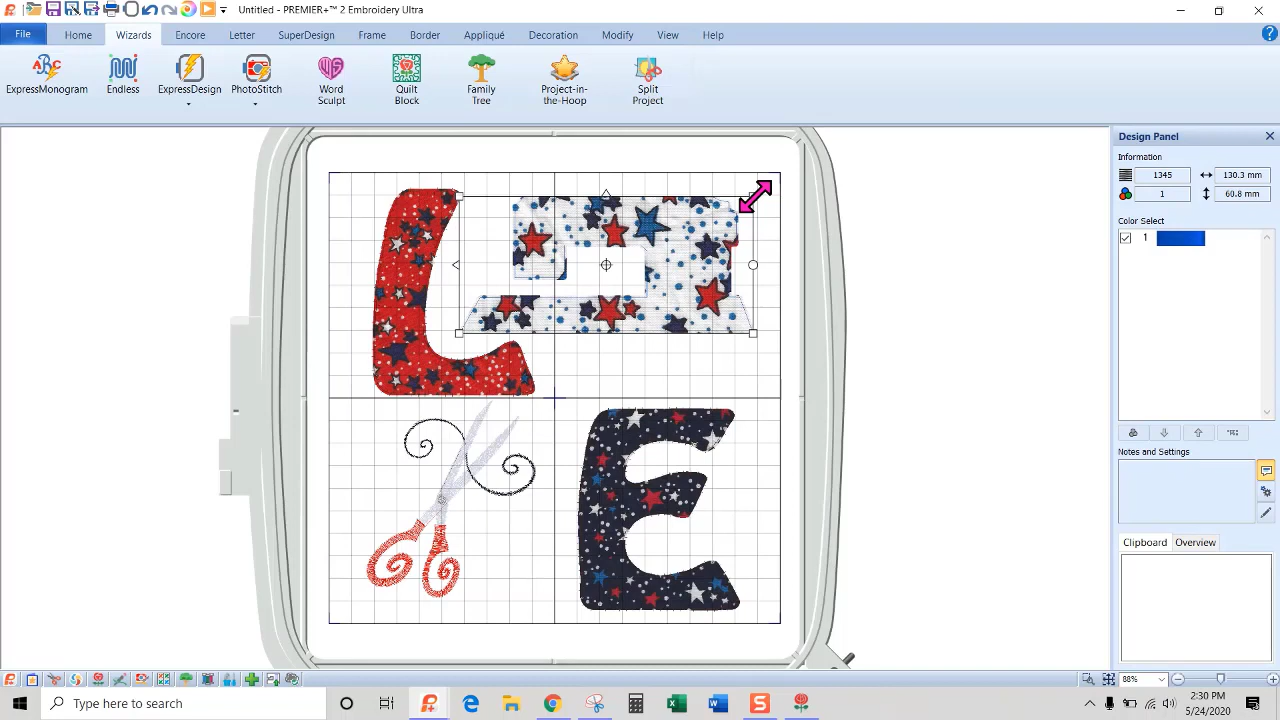 Untitled - PREMIER+™ 2 Embroidery Ultra
File Home Wizards Encore Letter SuperDesign Frame Border Appliqué Decoration Modify View Help
ABC
ExpressMonogram
Endless
ExpressDesign
PhotoStitch
Word
Sculpt
Quilt
Block
Family
Tree
Project-in-
the-Hoop
Split
Project
L
E
Design Panel
Information
1345 130.3 mm
1 60.8 mm
Color Select
1
Notes and Settings
Clipboard Overview
88%
Type here to search
2:30 PM
5/24/2020